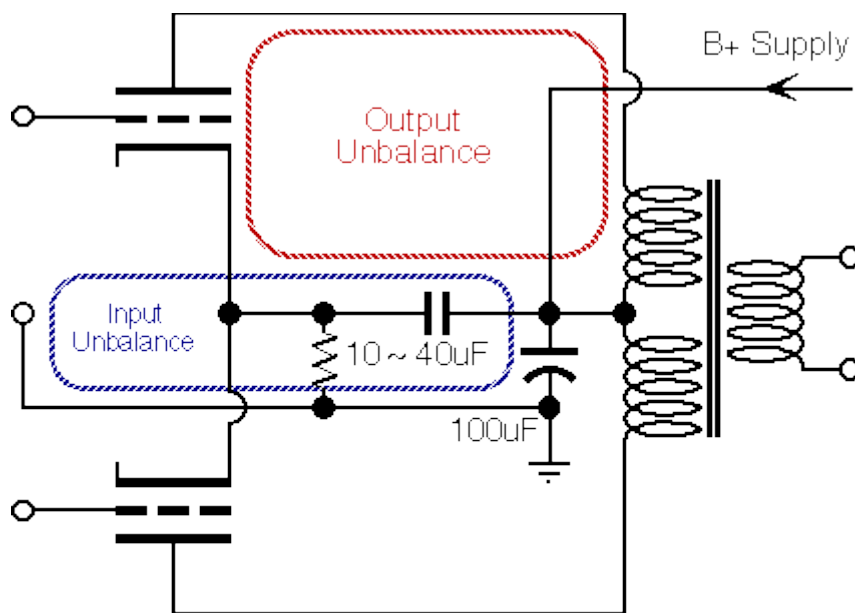 B+ Supply
Output
Unbalance
Input
Unbalance
10~40uF
100uF